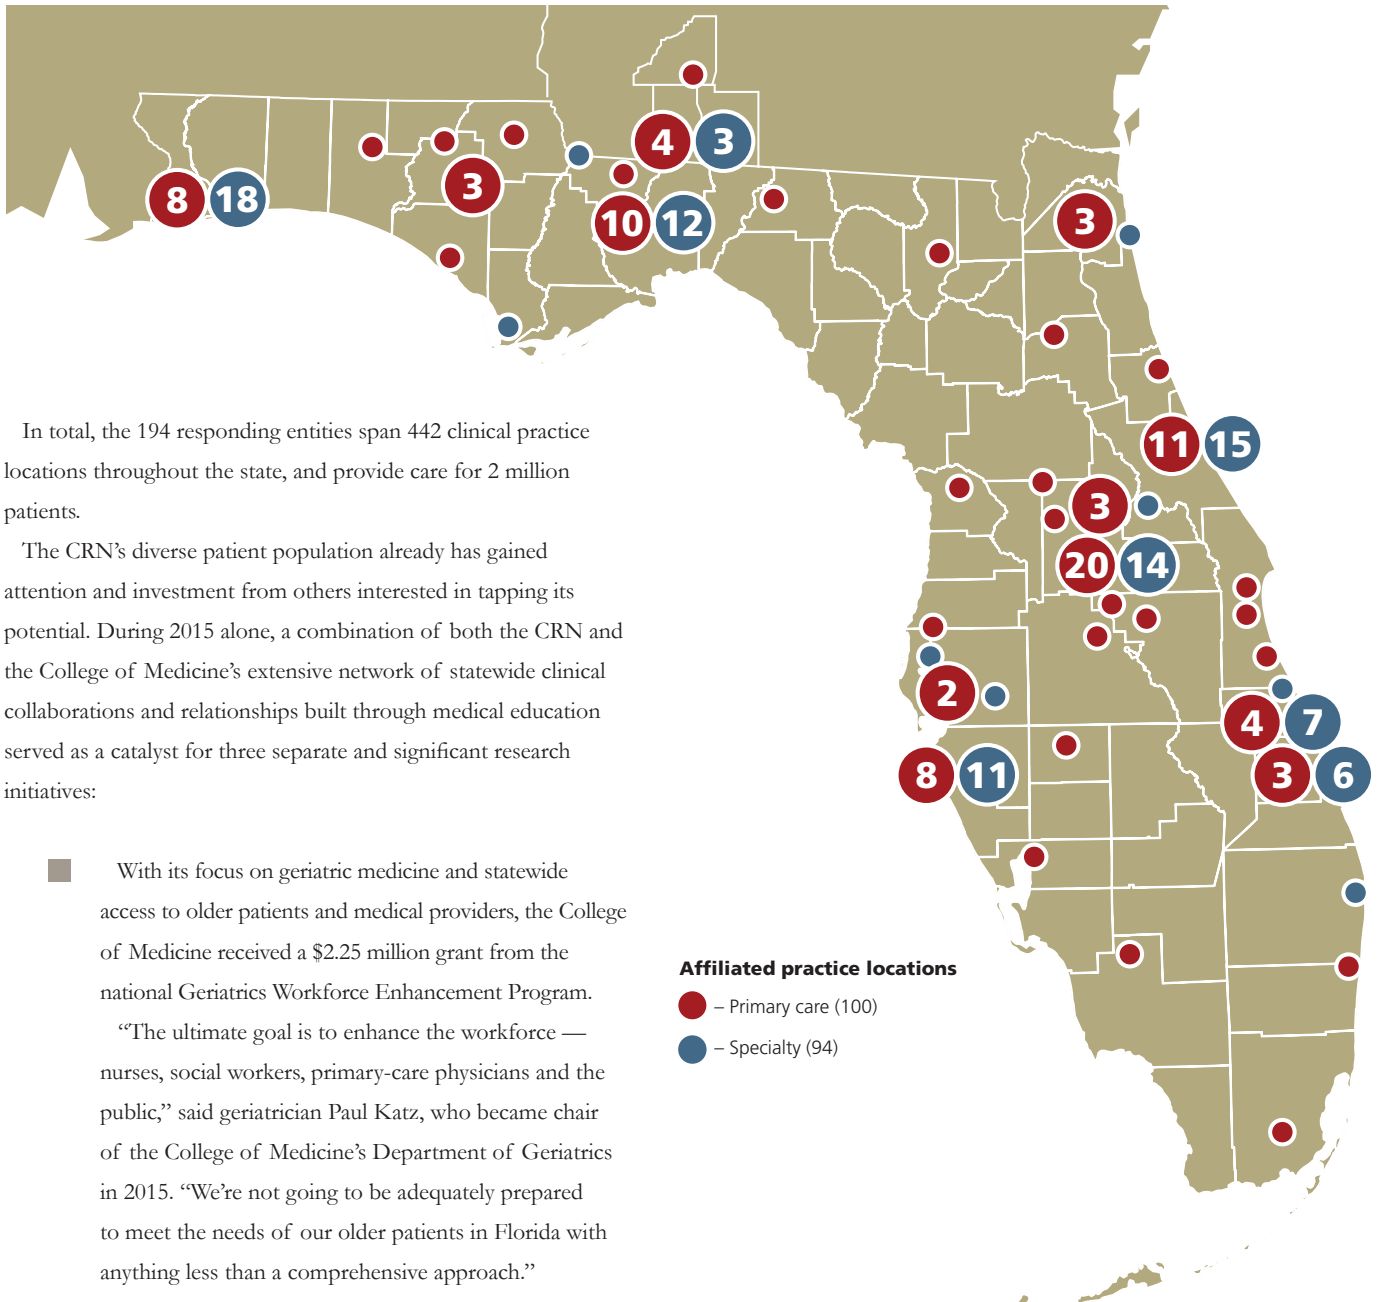 4 3
8 18
3
10 12
3
11 15
3
20 14
2
4 7
8 11
3 6
In total, the 194 responding entities span 442 clinical practice
locations throughout the state, and provide care for 2 million
patients.
The CRN’s diverse patient population already has gained
attention and investment from others interested in tapping its
potential. During 2015 alone, a combination of both the CRN and
the College of Medicine’s extensive network of statewide clinical
collaborations and relationships built through medical education
served as a catalyst for three separate and significant research
initiatives:
With its focus on geriatric medicine and statewide
access to older patients and medical providers, the College
of Medicine received a $2.25 million grant from the
national Geriatrics Workforce Enhancement Program.
“The ultimate goal is to enhance the workforce —
nurses, social workers, primary-care physicians and the
public,” said geriatrician Paul Katz, who became chair
of the College of Medicine’s Department of Geriatrics
in 2015. “We’re not going to be adequately prepared
to meet the needs of our older patients in Florida with
anything less than a comprehensive approach.”
Affiliated practice locations
– Primary care (100)
– Specialty (94)